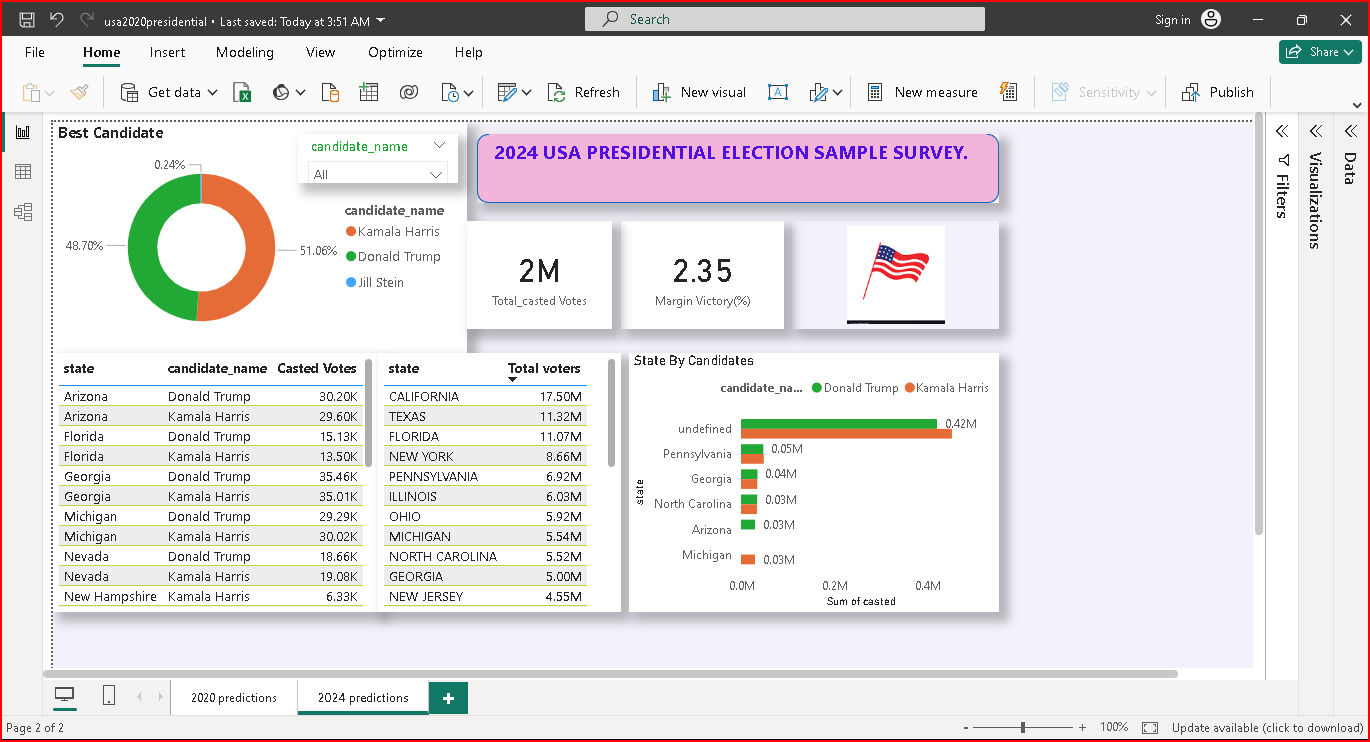 usa2020presidential • Last saved: Today at 3:51 AM
Search
Sign in
File Home Insert Modeling View Optimize Help
Share
Get data
Refresh
New visual
New measure
Sensitivity
Publish
Best Candidate
candidate_name
All
0.24%
48.70%
51.06%
candidate_name
Kamala Harris
Donald Trump
Jill Stein
2024 USA PRESIDENTIAL ELECTION SAMPLE SURVEY.
2M
Total_casted Votes
2.35
Margin Victory(%)
state candidate_name Casted Votes
Arizona Donald Trump 30.20K
Arizona Kamala Harris 29.60K
Florida Donald Trump 15.13K
Florida Kamala Harris 13.50K
Georgia Donald Trump 35.46K
Georgia Kamala Harris 35.01K
Michigan Donald Trump 29.29K
Michigan Kamala Harris 30.02K
Nevada Donald Trump 18.66K
Nevada Kamala Harris 19.08K
New Hampshire Kamala Harris 6.33K
state Total voters
CALIFORNIA 17.50M
TEXAS 11.32M
FLORIDA 11.07M
NEW YORK 8.66M
PENNSYLVANIA 6.92M
ILLINOIS 6.03M
OHIO 5.92M
MICHIGAN 5.54M
NORTH CAROLINA 5.52M
GEORGIA 5.00M
NEW JERSEY 4.55M
State By Candidates
candidate_na... Donald Trump Kamala Harris
state
undefined 0.42M
Pennsylvania 0.05M
Georgia 0.04M
North Carolina 0.03M
Arizona 0.03M
Michigan 0.03M
0.0M 0.2M 0.4M
Sum of casted
Filters
Visualizations
Data
2020 predictions
2024 predictions
+
Page 2 of 2
- + 100%
Update available (click to download)